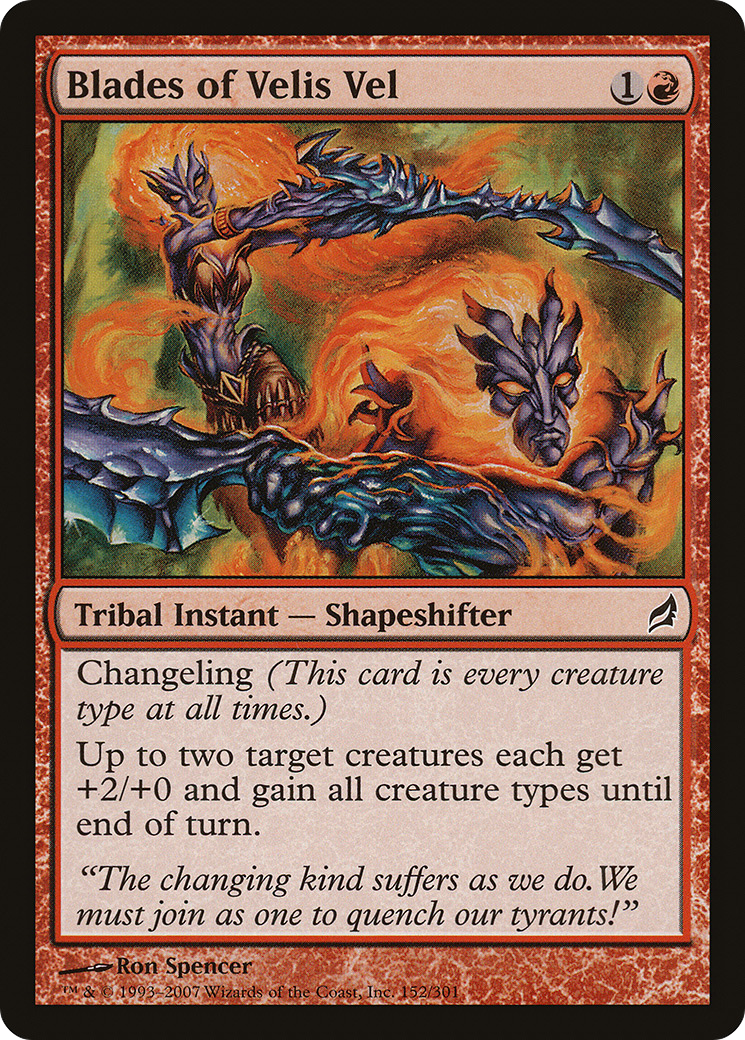 Blades of Velis Vel 1
Tribal Instant — Shapeshifter
Changeling (This card is every creature
type at all times.)
Up to two target creatures each get
+2/+0 and gain all creature types until
end of turn.
“The changing kind suffers as we do. We
must join as one to quench our tyrants!”
Ron Spencer
™ & © 1993–2007 Wizards of the Coast, Inc. 152/301